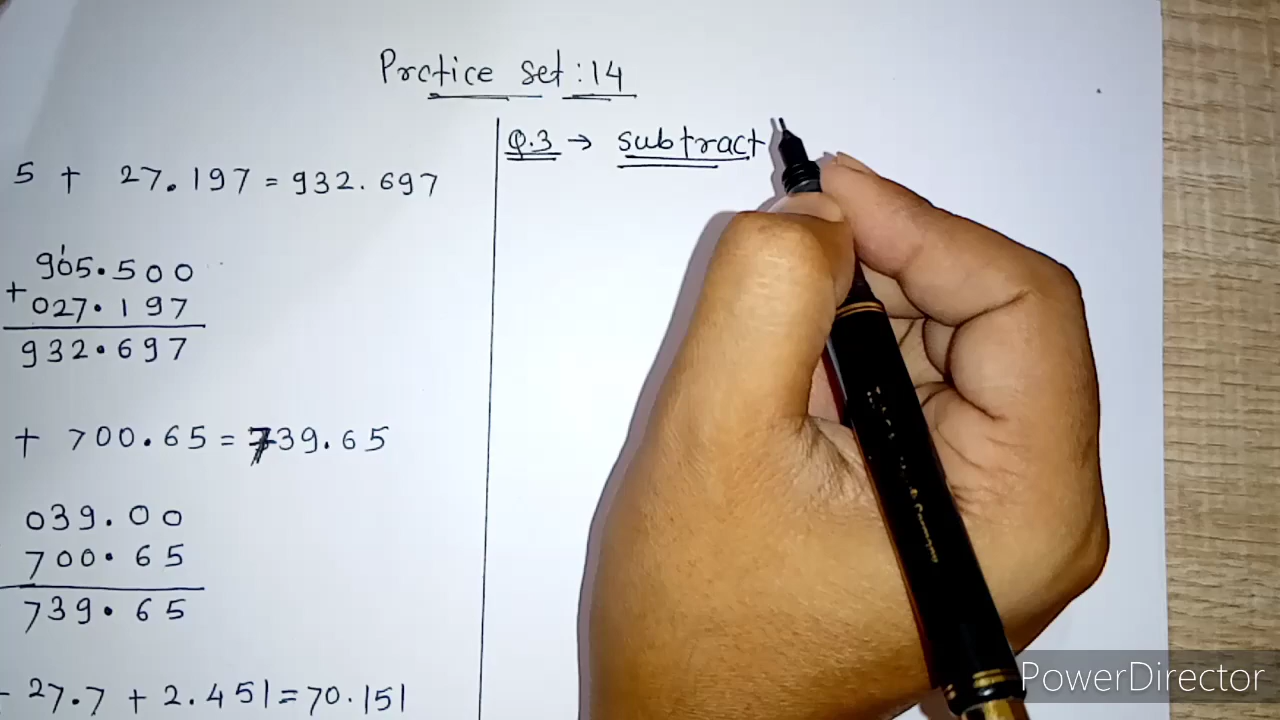 Prctice set : 14
5 + 27.197 = 932.697
905.500
+ 027.197
932.697
+ 700.65 = 739.65
039.00
700.65
739.65
27.7 + 2.451 = 70.151
Q.3 → subtract
PowerDirector